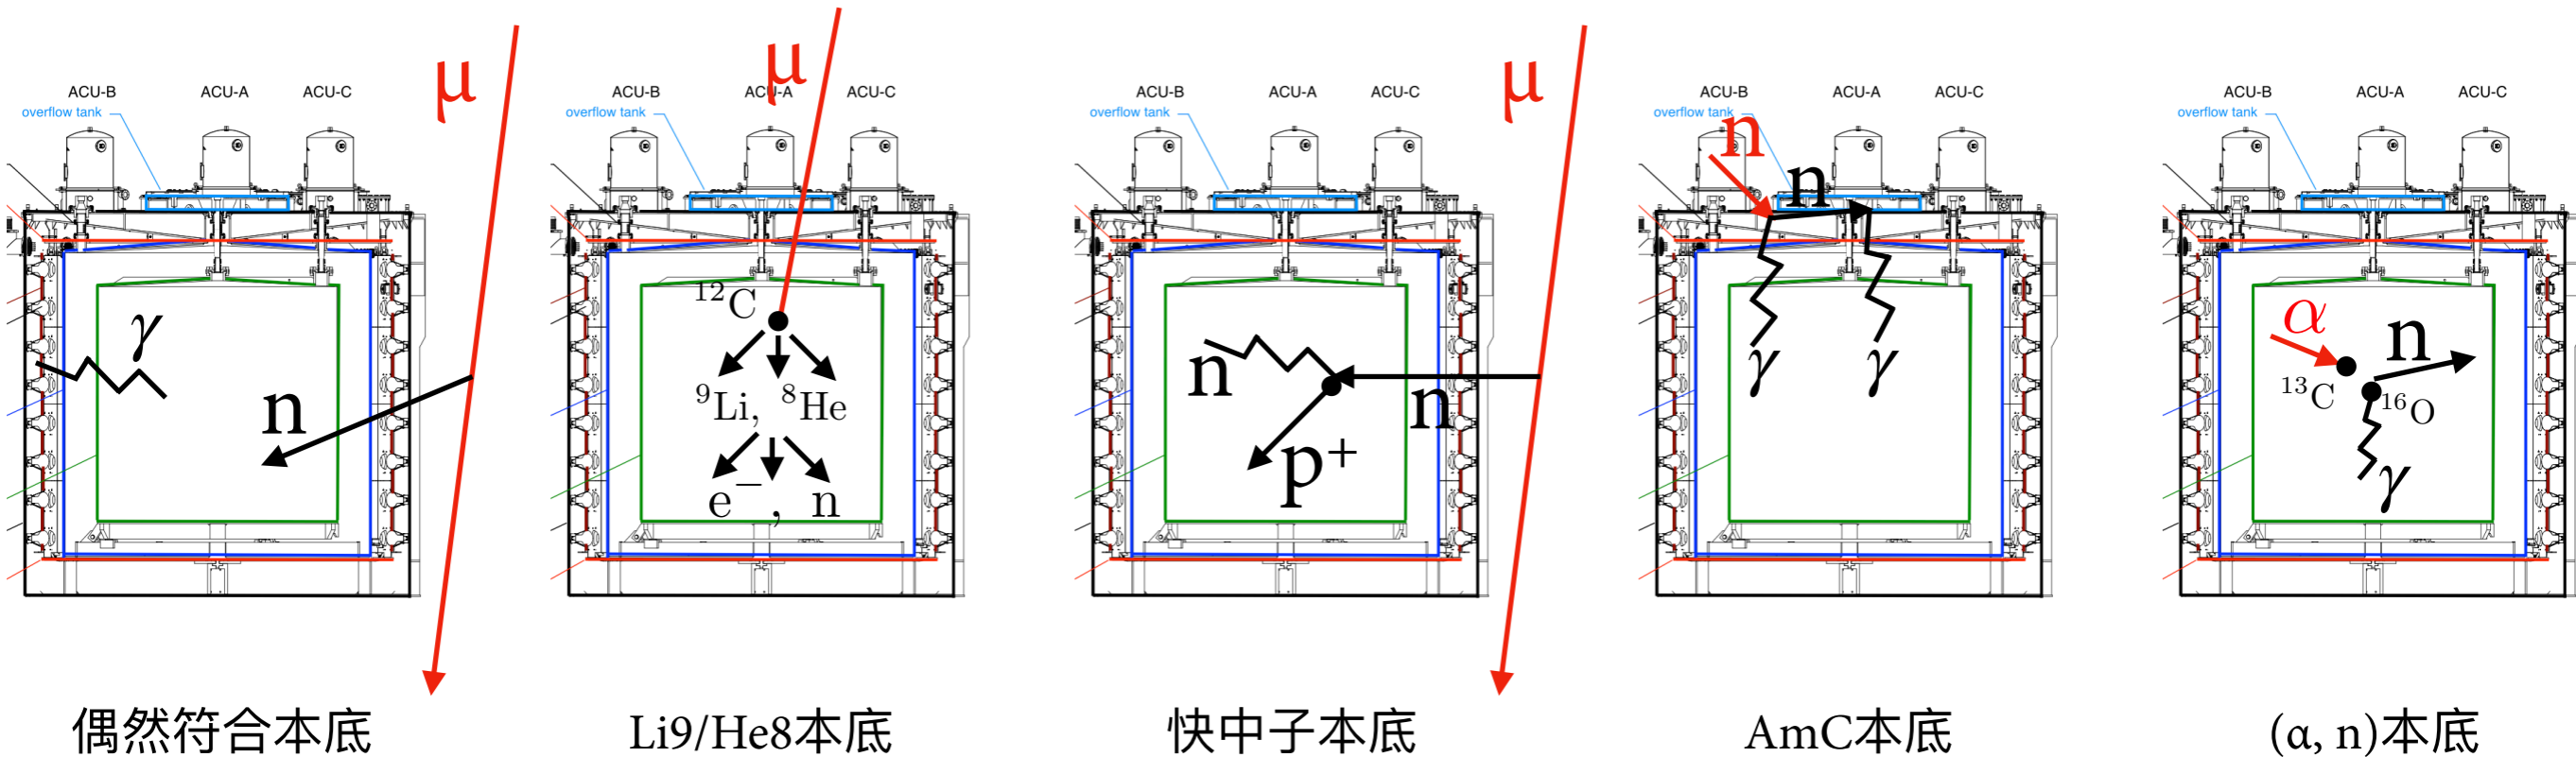 ACU-B ACU-A ACU-C
overflow tank
μ
γ
n
偶然符合本底
ACU-B ACU-A ACU-C
overflow tank
μ
¹²C
⁹Li, ⁸He
e⁻, n
Li9/He8本底
ACU-B ACU-A ACU-C
overflow tank
μ
n
n
p⁺
快中子本底
ACU-B ACU-A ACU-C
overflow tank
n
n
γ γ
AmC本底
ACU-B ACU-A ACU-C
overflow tank
α
n
¹³C
¹⁶O
γ
(α, n)本底